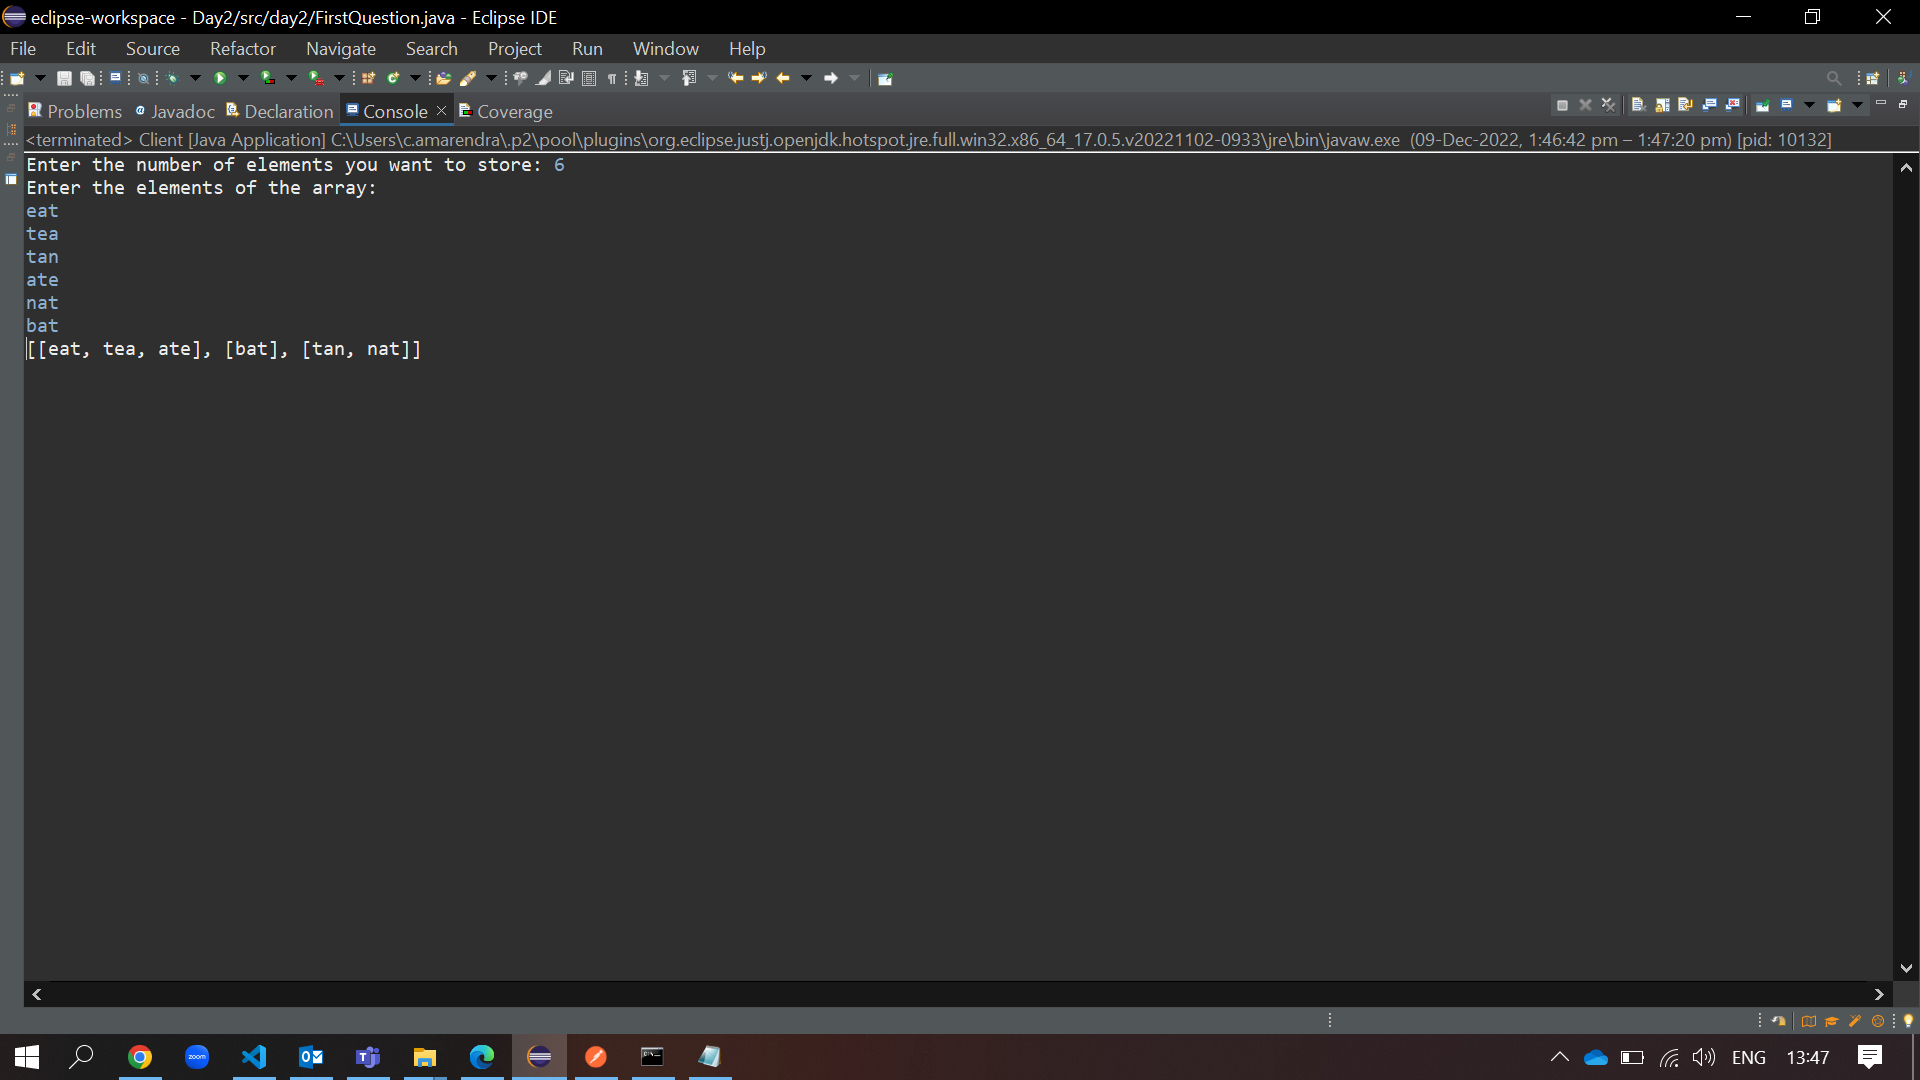 eclipse-workspace - Day2/src/day2/FirstQuestion.java - Eclipse IDE
File Edit Source Refactor Navigate Search Project Run Window Help
Problems @ Javadoc Declaration Console Coverage
<terminated> Client [Java Application] C:\Users\c.amarendra\.p2\pool\plugins\org.eclipse.justj.openjdk.hotspot.jre.full.win32.x86_64_17.0.5.v20221102-0933\jre\bin\javaw.exe (09-Dec-2022, 1:46:42 pm – 1:47:20 pm) [pid: 10132]
Enter the number of elements you want to store: 6
Enter the elements of the array:
eat
tea
tan
ate
nat
bat
[[eat, tea, ate], [bat], [tan, nat]]
zoom
ENG 13:47